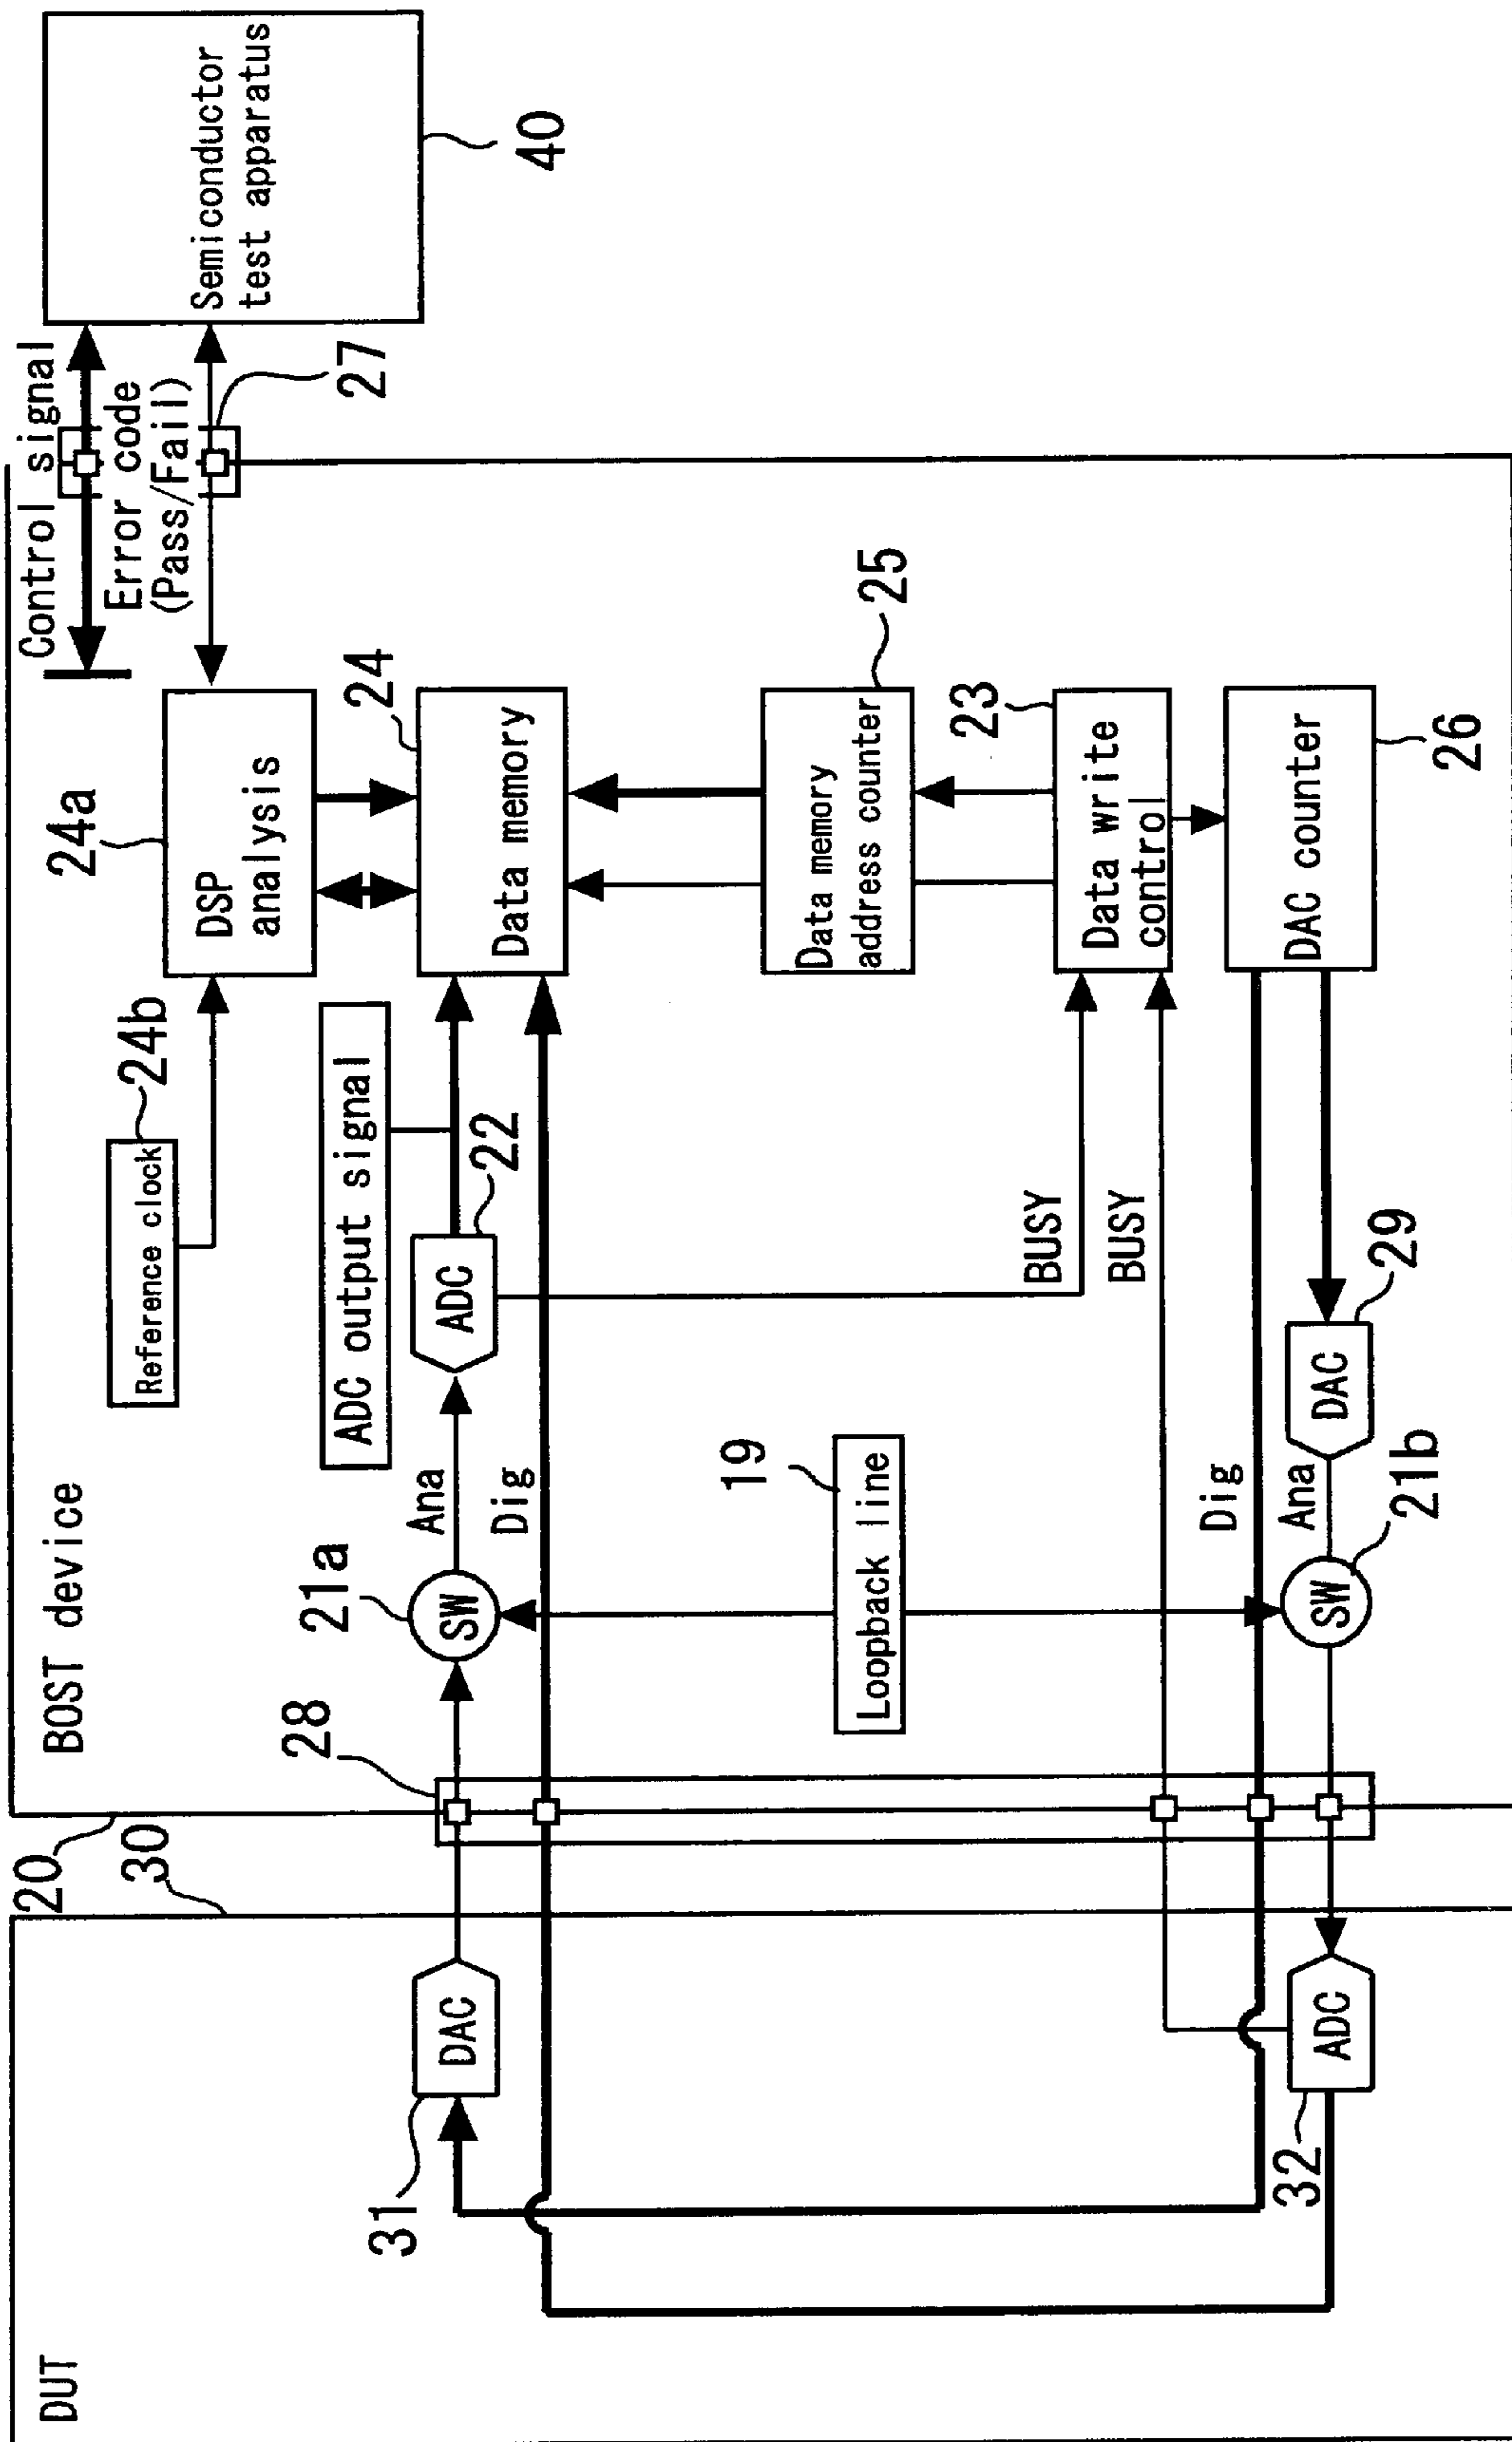 DUT
30
20
31
DAC
32
ADC
28
BOST device
21a
SW
Ana
Dig
ADC
22
ADC output signal
Reference clock
24b
24a
DSP
analysis
24
Data memory
Data memory
address counter
25
23
Data write
control
DAC counter
26
BUSY
BUSY
19
Loopback line
Dig
Ana
DAC
29
SW
21b
Control signal
Error code
(Pass/Fail)
27
Semiconductor
test apparatus
40